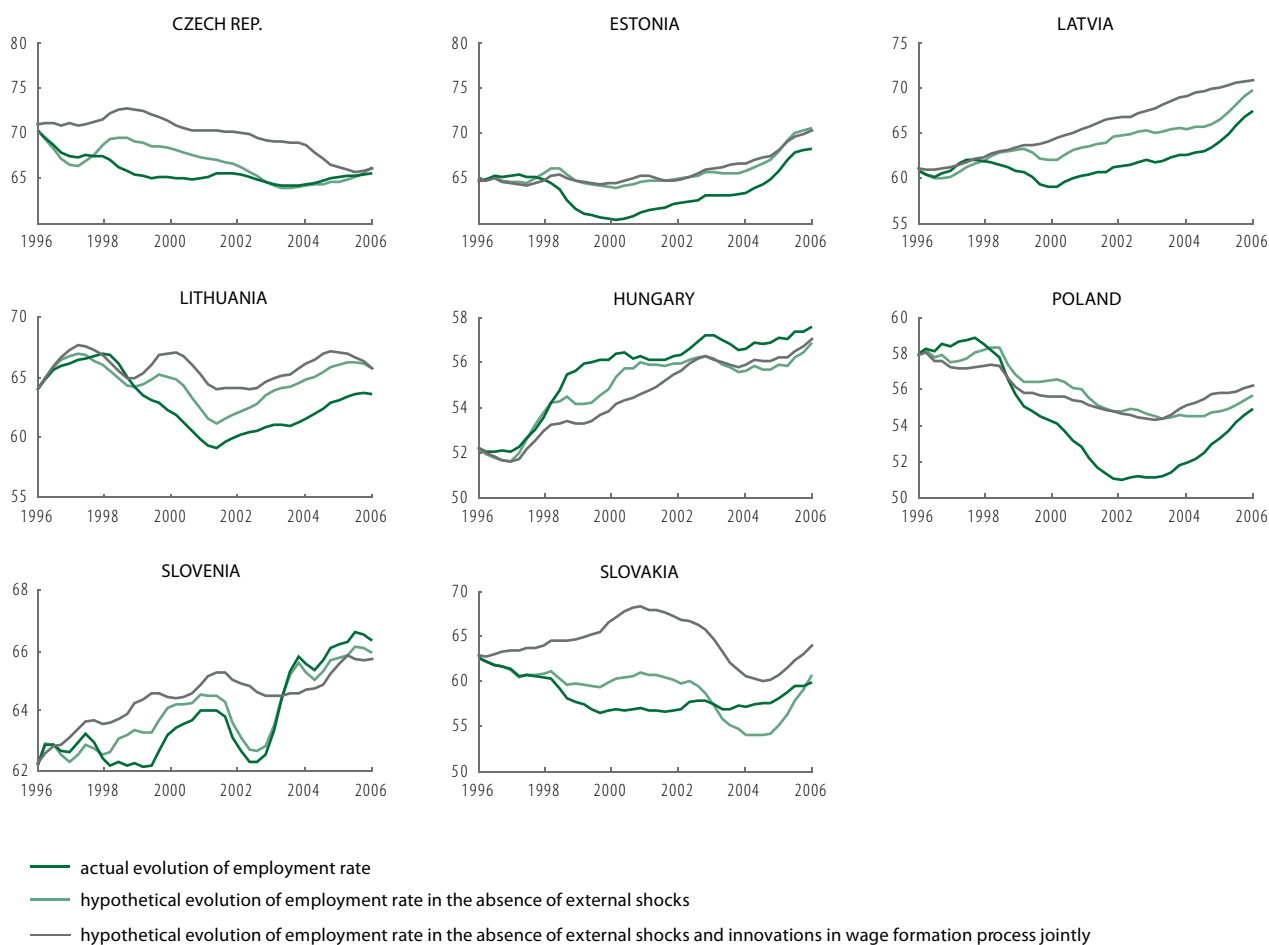 CZECH REP.
ESTONIA
LATVIA
80
75
70
65
1996 1998 2000 2002 2004 2006
80
75
70
65
1996 1998 2000 2002 2004 2006
75
70
65
60
55
1996 1998 2000 2002 2004 2006
LITHUANIA
HUNGARY
POLAND
70
65
60
55
1996 1998 2000 2002 2004 2006
58
56
54
52
50
1996 1998 2000 2002 2004 2006
60
58
56
54
52
50
1996 1998 2000 2002 2004 2006
SLOVENIA
SLOVAKIA
68
66
64
62
1996 1998 2000 2002 2004 2006
70
65
60
55
50
1996 1998 2000 2002 2004 2006
actual evolution of employment rate
hypothetical evolution of employment rate in the absence of external shocks
hypothetical evolution of employment rate in the absence of external shocks and innovations in wage formation process jointly